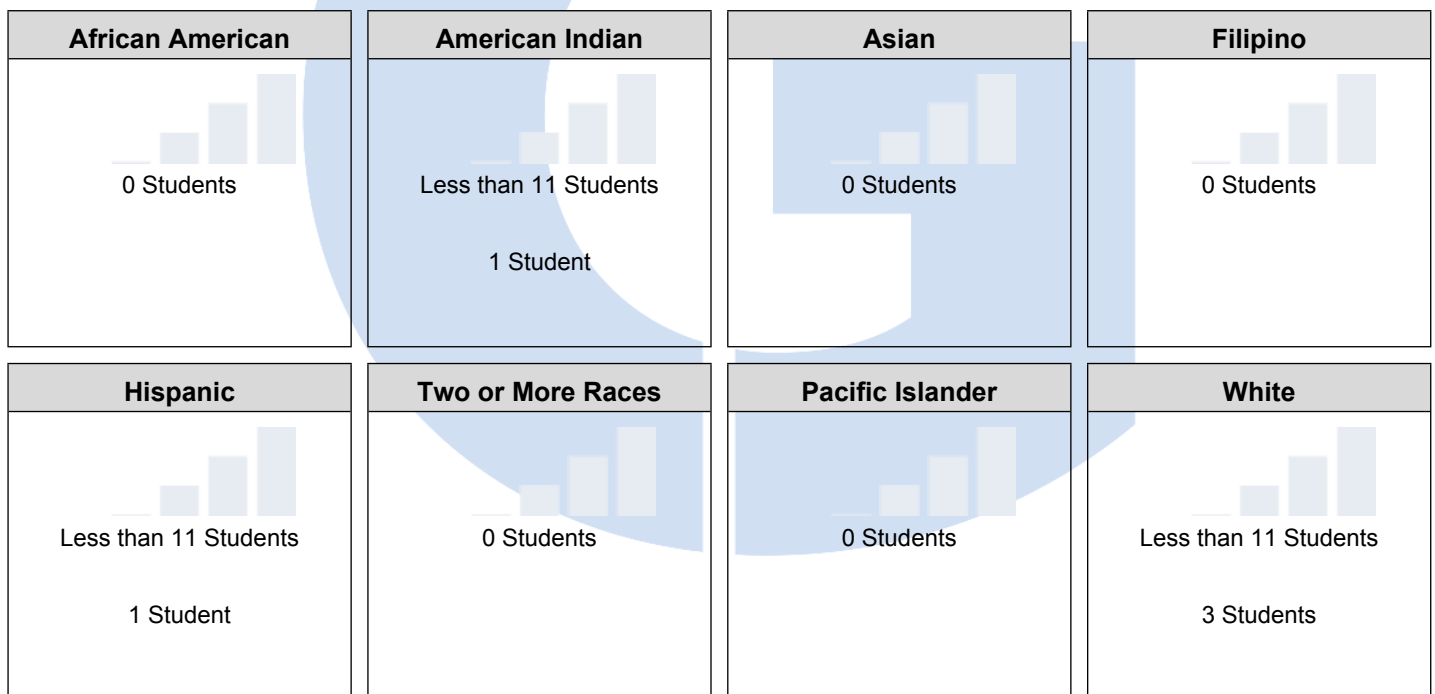 African American
0 Students
American Indian
Less than 11 Students
1 Student
Asian
0 Students
Filipino
0 Students
Hispanic
Less than 11 Students
1 Student
Two or More Races
0 Students
Pacific Islander
0 Students
White
Less than 11 Students
3 Students